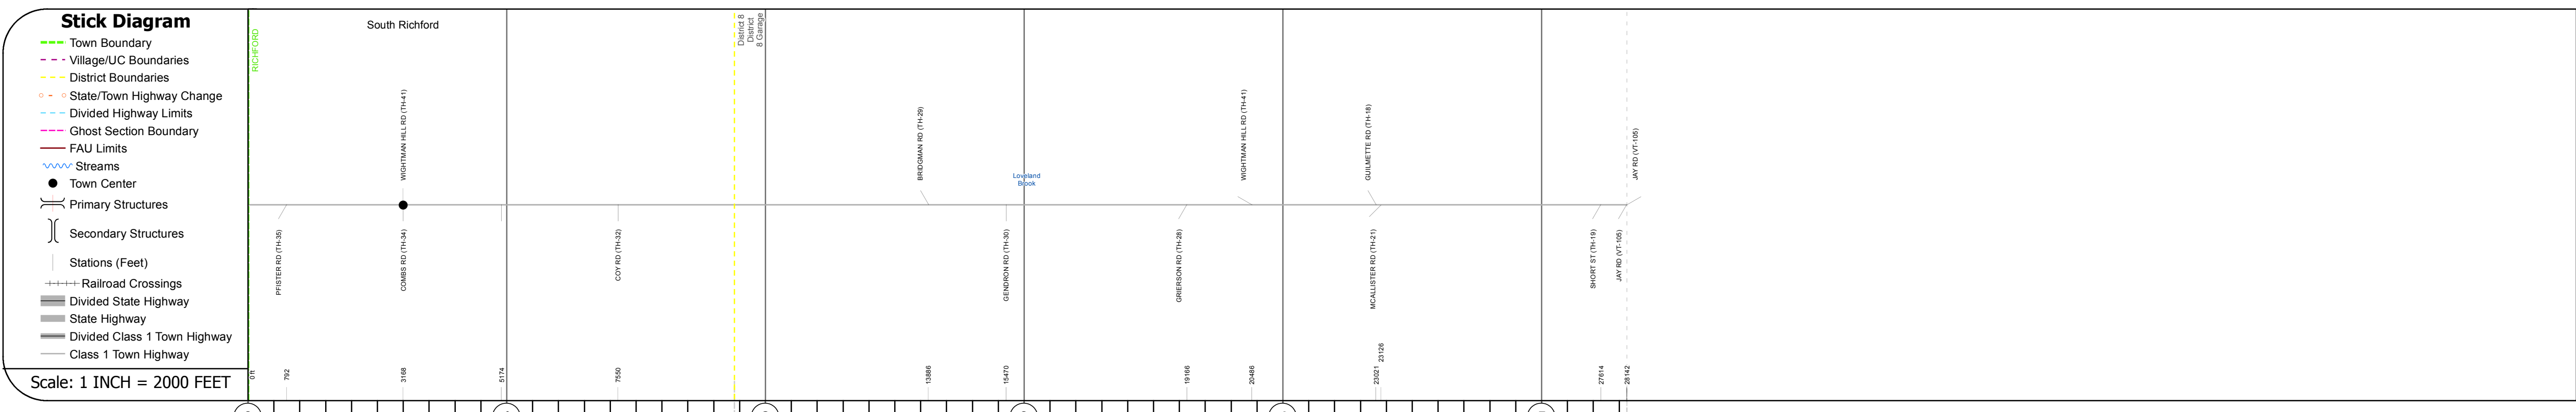 Stick Diagram
Town Boundary
Village/UC Boundaries
District Boundaries
State/Town Highway Change
Divided Highway Limits
Ghost Section Boundary
FAU Limits
Streams
Town Center
Primary Structures
Secondary Structures
Stations (Feet)
Railroad Crossings
Divided State Highway
State Highway
Divided Class 1 Town Highway
Class 1 Town Highway
Scale: 1 INCH = 2000 FEET
RICHFORD
South Richford
District 8
District
8 Garage
WIGHTMAN HILL RD (TH-41)
BRIDGMAN RD (TH-29)
Loveland
Brook
WIGHTMAN HILL RD (TH-41)
GUILMETTE RD (TH-18)
JAY RD (VT-105)
PFISTER RD (TH-35)
COMBS RD (TH-34)
COY RD (TH-32)
GENDRON RD (TH-30)
GRIERSON RD (TH-28)
MCALLISTER RD (TH-21)
SHORT ST (TH-19)
JAY RD (VT-105)
0 ft
792
3168
5174
7550
13886
15470
19166
20486
23021
23126
27614
28142